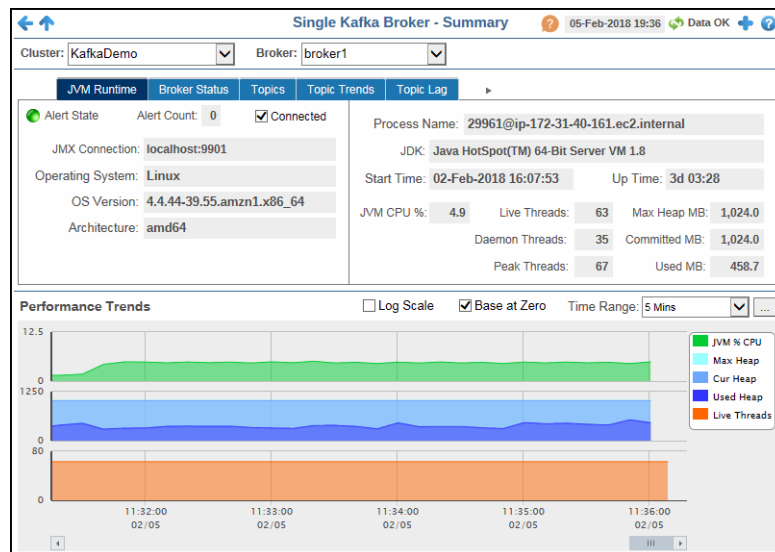 Single Kafka Broker - Summary
05-Feb-2018 19:36 Data OK
Cluster: KafkaDemo Broker: broker1
JVM Runtime Broker Status Topics Topic Trends Topic Lag
Alert State Alert Count: 0 Connected
JMX Connection: localhost:9901
Operating System: Linux
OS Version: 4.4.44-39.55.amzn1.x86_64
Architecture: amd64
Process Name: 29961@ip-172-31-40-161.ec2.internal
JDK: Java HotSpot(TM) 64-Bit Server VM 1.8
Start Time: 02-Feb-2018 16:07:53 Up Time: 3d 03:28
JVM CPU %: 4.9 Live Threads: 63 Max Heap MB: 1,024.0
Daemon Threads: 35 Committed MB: 1,024.0
Peak Threads: 67 Used MB: 458.7
Performance Trends Log Scale Base at Zero Time Range: 5 Mins ...
12.5
0
1250
0
80
0
JVM % CPU
Max Heap
Cur Heap
Used Heap
Live Threads
11:32:00 11:33:00 11:34:00 11:35:00 11:36:00
02/05 02/05 02/05 02/05 02/05